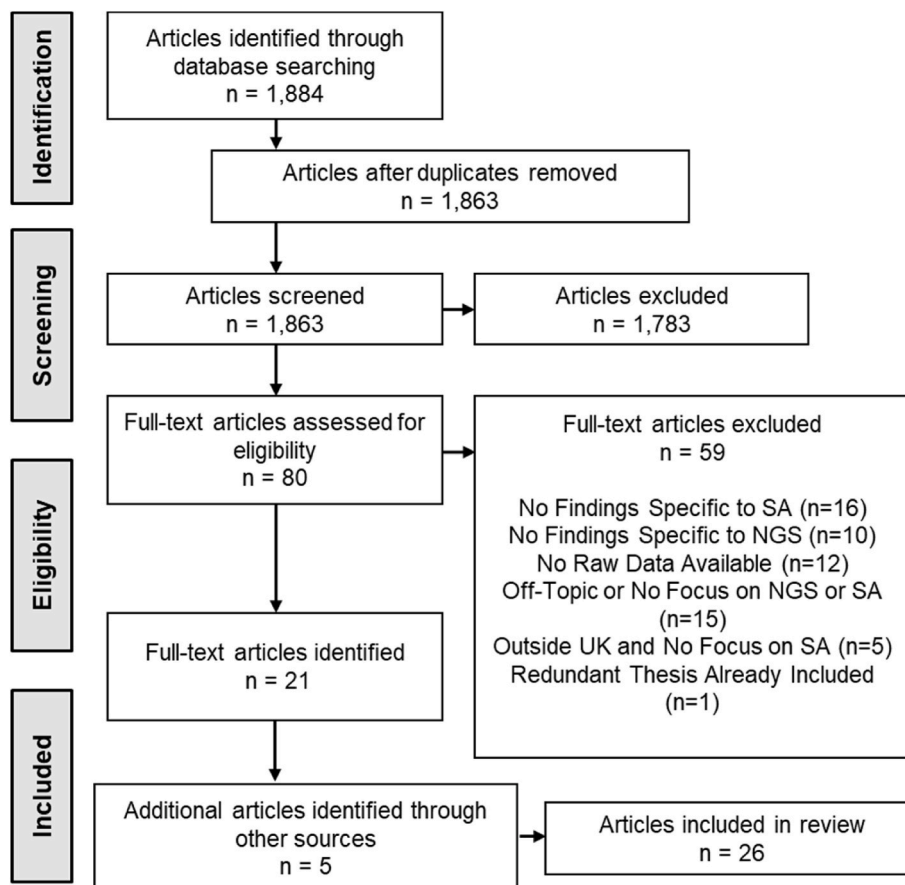 Identification
Articles identified through
database searching
n = 1,884
Articles after duplicates removed
n = 1,863
Screening
Articles screened
n = 1,863
Articles excluded
n = 1,783
Eligibility
Full-text articles assessed for
eligibility
n = 80
Full-text articles excluded
n = 59
No Findings Specific to SA (n=16)
No Findings Specific to NGS (n=10)
No Raw Data Available (n=12)
Off-Topic or No Focus on NGS or SA
(n=15)
Outside UK and No Focus on SA (n=5)
Redundant Thesis Already Included
(n=1)
Full-text articles identified
n = 21
Included
Additional articles identified through
other sources
n = 5
Articles included in review
n = 26